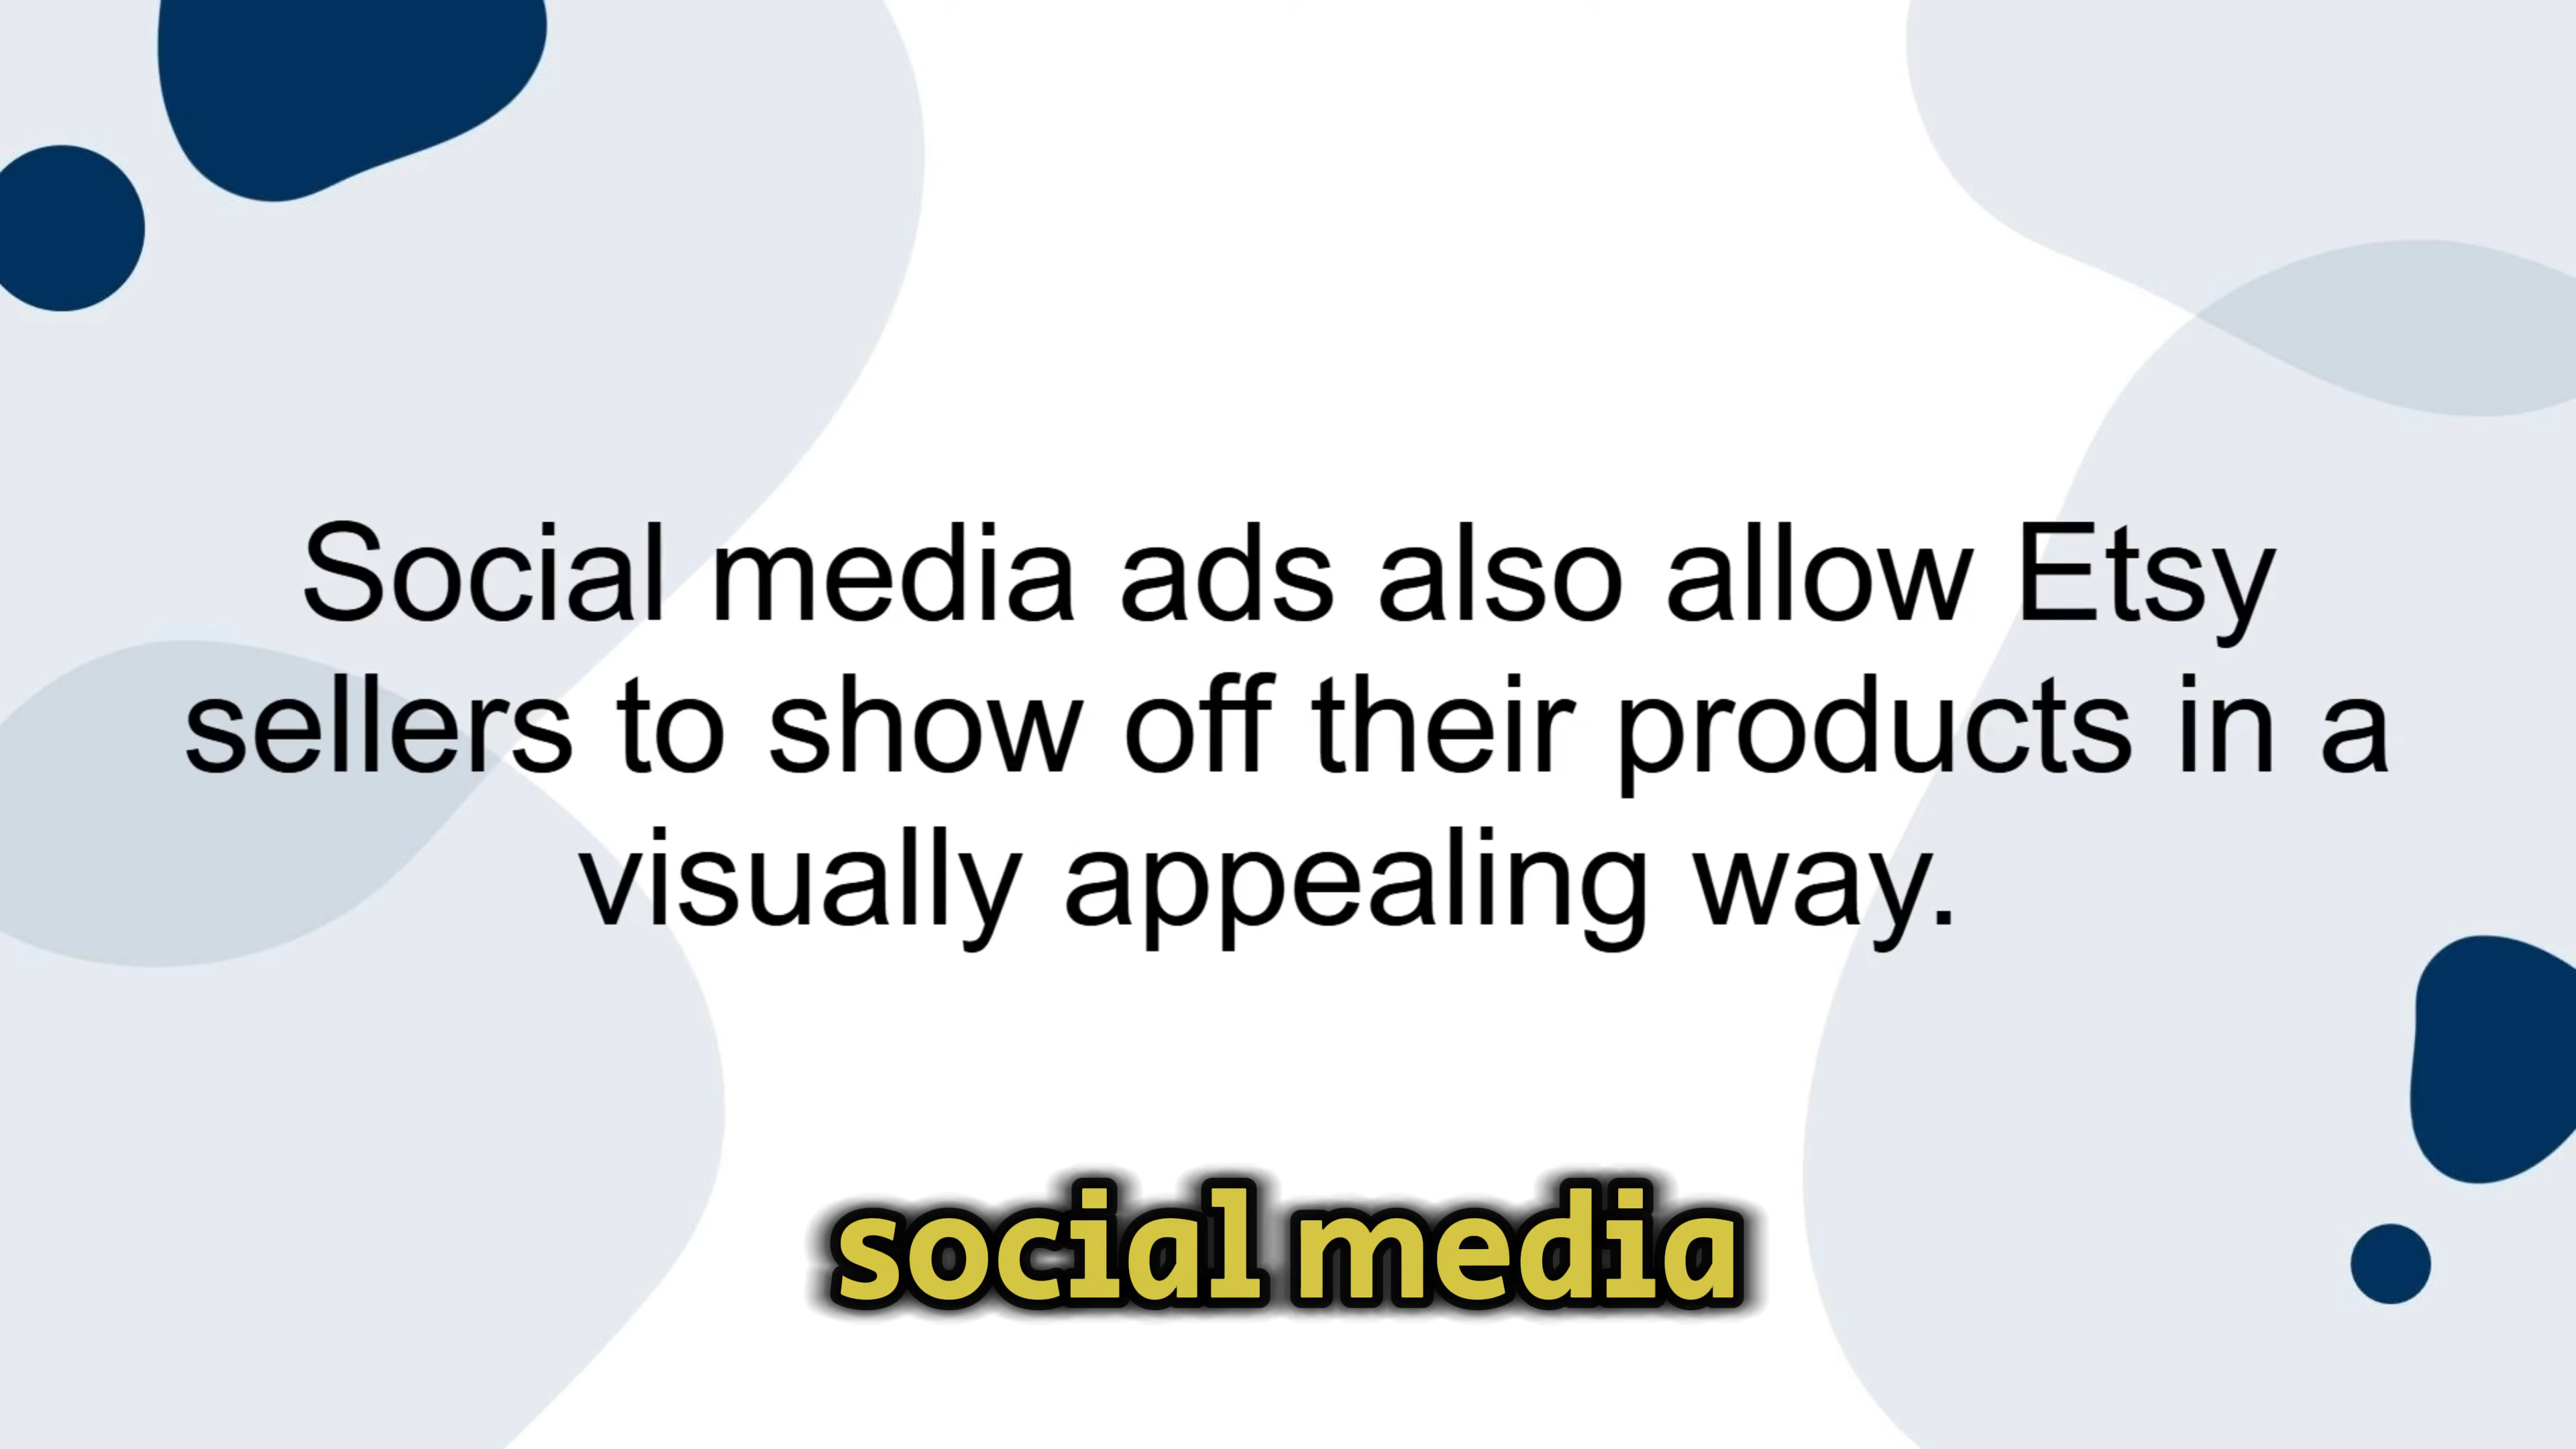 Social media ads also allow Etsy
sellers to show off their products in a
visually appealing way.
social media